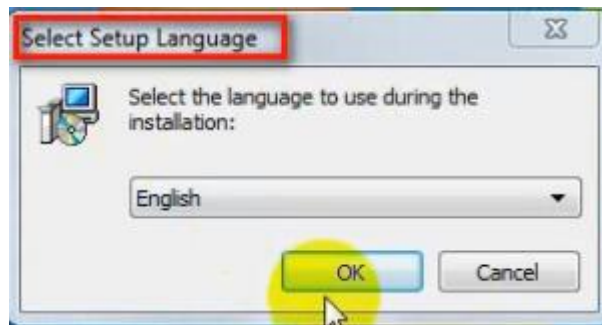 Select Setup Language
Select the language to use during the
installation:
English
OK
Cancel